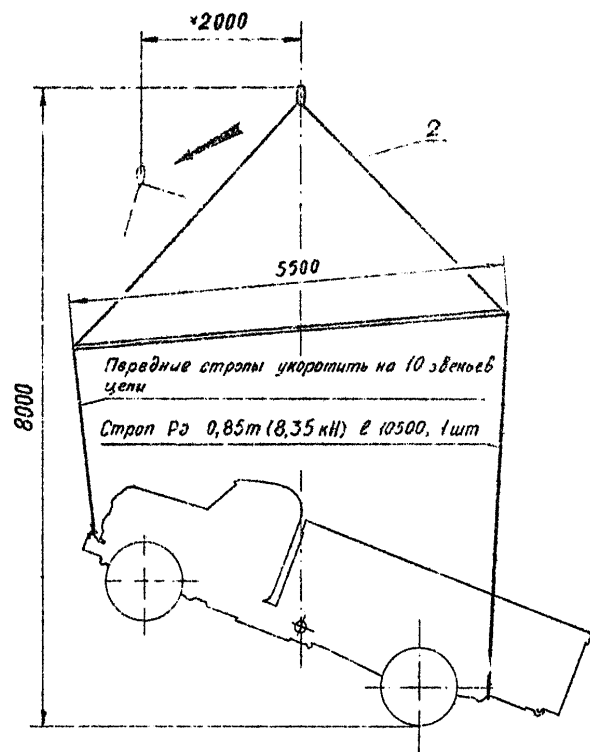 *2000
2
5500
8000
Передние стропы укоротить на 10 звеньев
цепи
Строп Рэ 0,85т (8,35 кН) ℓ 10500, 1шт